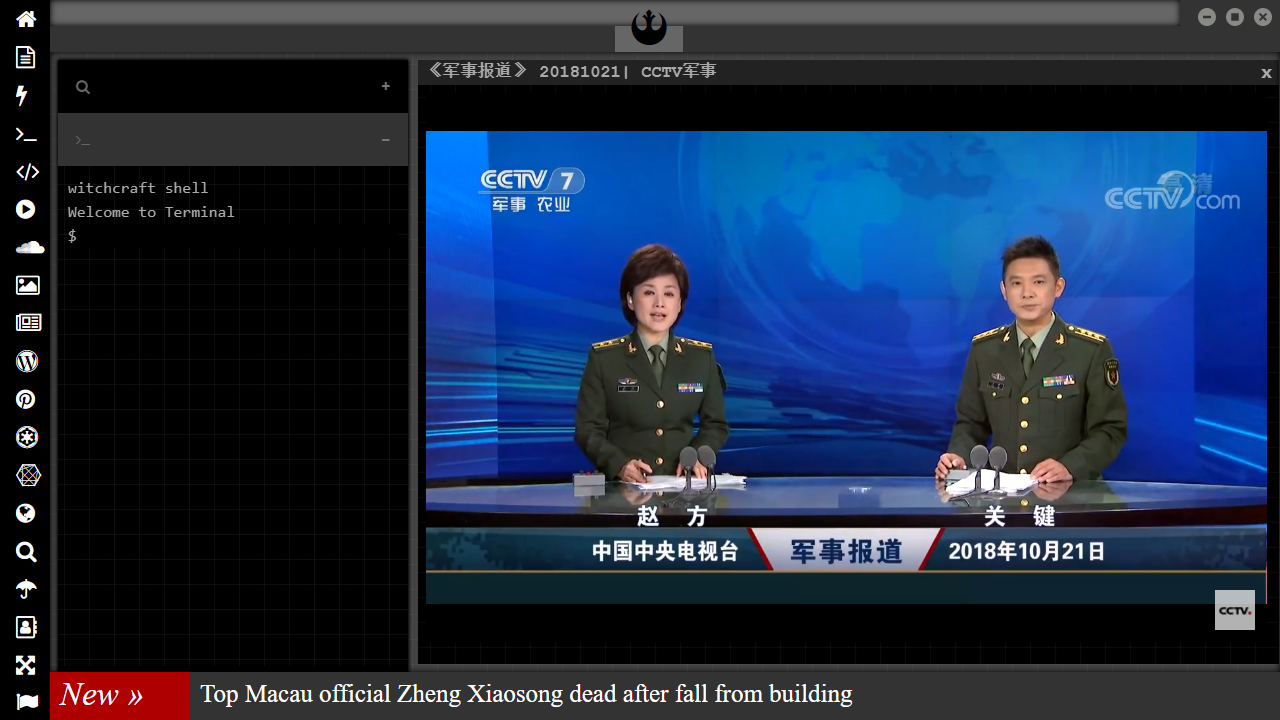 《军事报道》 20181021| CCTV军事
x
+
>_
−
witchcraft shell
Welcome to Terminal
$
CCTV 7
军事 农业
CCTV 高清
com
赵 方
关 键
中国中央电视台
军事报道
2018年10月21日
CCTV.
New »
Top Macau official Zheng Xiaosong dead after fall from building